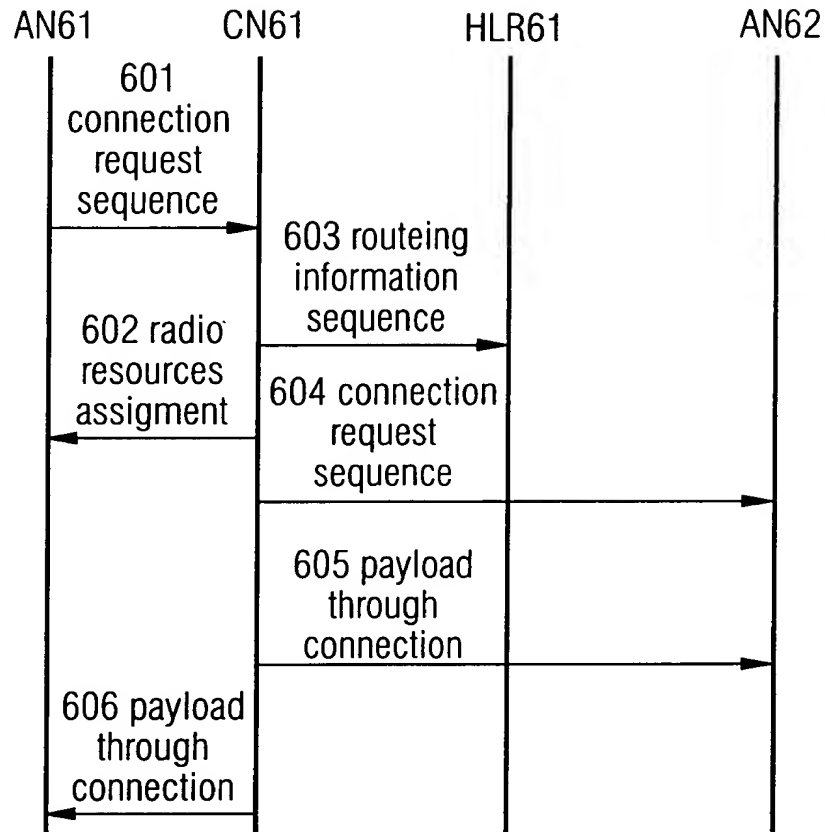 AN61 CN61 HLR61 AN62
601
connection
request
sequence
603 routeing
information
sequence
602 radio
resources
assigment
604 connection
request
sequence
605 payload
through
connection
606 payload
through
connection